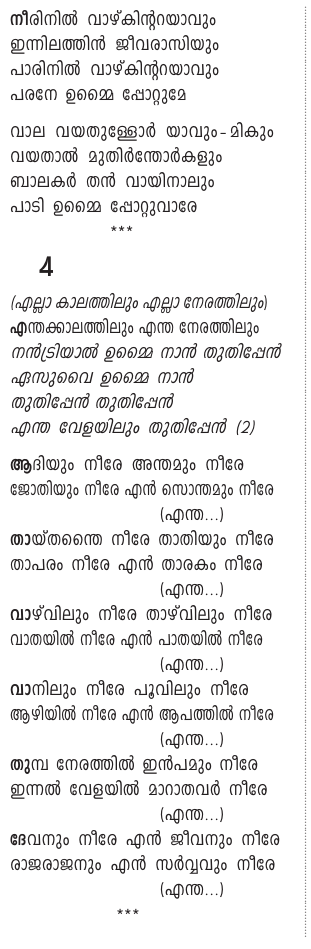 നീരിനിൽ വാഴ്കിന്റയാവും
ഇന്നിലത്തിൻ ജീവരാസിയും
പാരിനിൽ വാഴ്കിന്റയാവും
പരനേ ഉമ്മൈ പ്പോറ്റുമേ
വാല വയതുള്ളോർ യാവും-മികും
വയതാൽ മുതിർന്തോർകളും
ബാലകർ തൻ വായിനാലും
പാടി ഉമ്മൈ പ്പോറ്റുവാരേ
***
4
(എല്ലാ കാലത്തിലും എല്ലാ നേരത്തിലും)
എന്തക്കാലത്തിലും എന്ത നേരത്തിലും
നൻട്രിയാൽ ഉമ്മൈ നാൻ തുതിപ്പേൻ
ഏസുവൈ ഉമ്മൈ നാൻ
തുതിപ്പേൻ തുതിപ്പേൻ
എന്ത വേളയിലും തുതിപ്പേൻ (2)
ആദിയും നീരേ അന്തമും നീരേ
ജോതിയും നീരേ എൻ സൊന്തമും നീരേ
(എന്ത...)
തായ്തന്തൈ നീരേ താതിയും നീരേ
താപരം നീരേ എൻ താരകം നീരേ
(എന്ത...)
വാഴ്‌വിലും നീരേ താഴ്‌വിലും നീരേ
വാതയിൽ നീരേ എൻ പാതയിൽ നീരേ
(എന്ത...)
വാനിലും നീരേ പൂവിലും നീരേ
ആഴിയിൽ നീരേ എൻ ആപത്തിൽ നീരേ
(എന്ത...)
തുമ്പ നേരത്തിൽ ഇൻപമും നീരേ
ഇന്നൽ വേളയിൽ മാറാതവർ നീരേ
(എന്ത...)
ദേവനും നീരേ എൻ ജീവനും നീരേ
രാജരാജനും എൻ സർവ്വവും നീരേ
(എന്ത...)
***